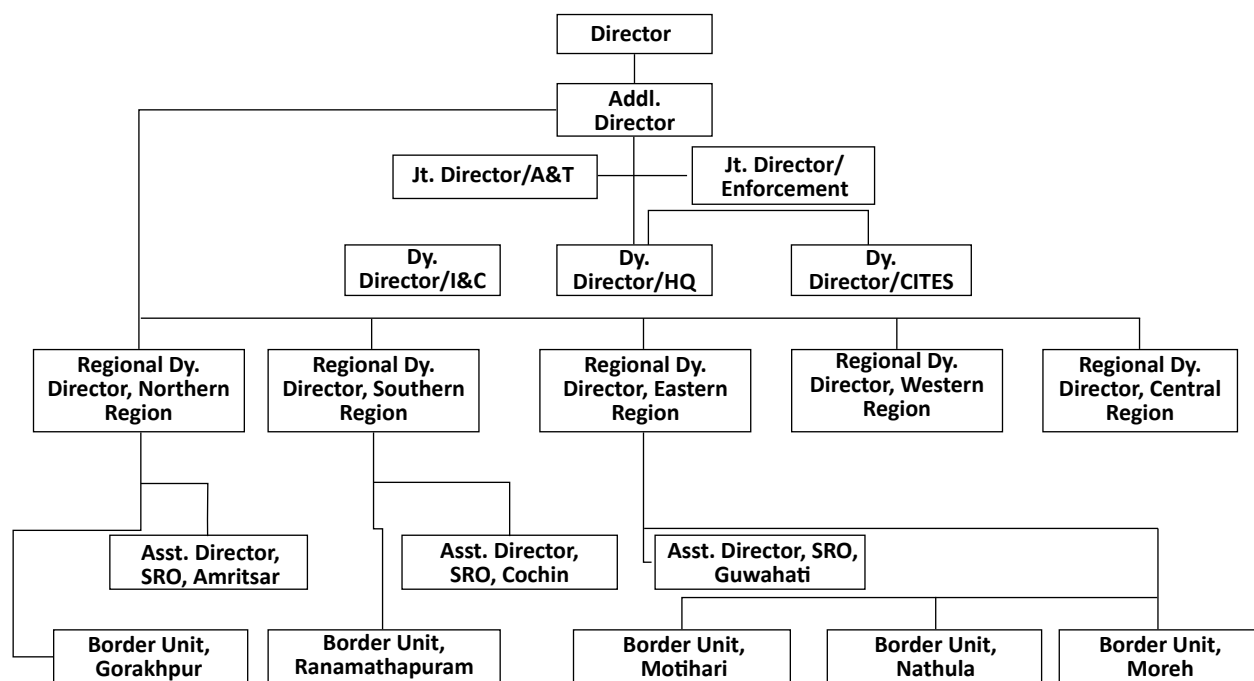 Director
Addl.
Director
Jt. Director/A&T
Jt. Director/
Enforcement
Dy.
Director/I&C
Dy.
Director/HQ
Dy.
Director/CITES
Regional Dy.
Director, Northern
Region
Regional Dy.
Director, Southern
Region
Regional Dy.
Director, Eastern
Region
Regional Dy.
Director, Western
Region
Regional Dy.
Director, Central
Region
Asst. Director,
SRO, Amritsar
Asst. Director,
SRO, Cochin
Asst. Director, SRO,
Guwahati
Border Unit,
Gorakhpur
Border Unit,
Ranamathapuram
Border Unit,
Motihari
Border Unit,
Nathula
Border Unit,
Moreh